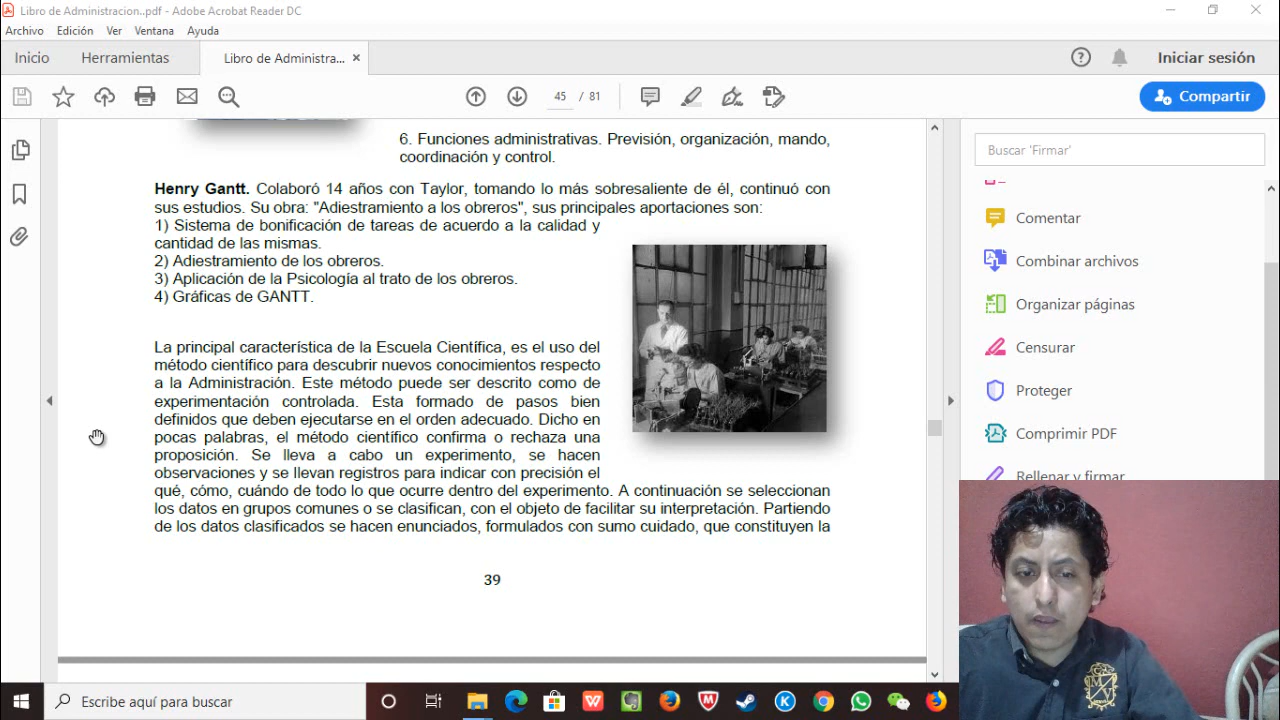 Libro de Administracion..pdf - Adobe Acrobat Reader DC
Archivo Edición Ver Ventana Ayuda
Inicio Herramientas Libro de Administra... × Iniciar sesión
45 / 81 Compartir
6. Funciones administrativas. Previsión, organización, mando,
coordinación y control.
Henry Gantt. Colaboró 14 años con Taylor, tomando lo más sobresaliente de él, continuó con
sus estudios. Su obra: "Adiestramiento a los obreros", sus principales aportaciones son:
1) Sistema de bonificación de tareas de acuerdo a la calidad y
cantidad de las mismas.
2) Adiestramiento de los obreros.
3) Aplicación de la Psicología al trato de los obreros.
4) Gráficas de GANTT.
La principal característica de la Escuela Científica, es el uso del
método científico para descubrir nuevos conocimientos respecto
a la Administración. Este método puede ser descrito como de
experimentación controlada. Esta formado de pasos bien
definidos que deben ejecutarse en el orden adecuado. Dicho en
pocas palabras, el método científico confirma o rechaza una
proposición. Se lleva a cabo un experimento, se hacen
observaciones y se llevan registros para indicar con precisión el
qué, cómo, cuándo de todo lo que ocurre dentro del experimento. A continuación se seleccionan
los datos en grupos comunes o se clasifican, con el objeto de facilitar su interpretación. Partiendo
de los datos clasificados se hacen enunciados, formulados con sumo cuidado, que constituyen la
39
Buscar 'Firmar'
Comentar
Combinar archivos
Organizar páginas
Censurar
Proteger
Comprimir PDF
Rellenar y firmar
Escribe aquí para buscar